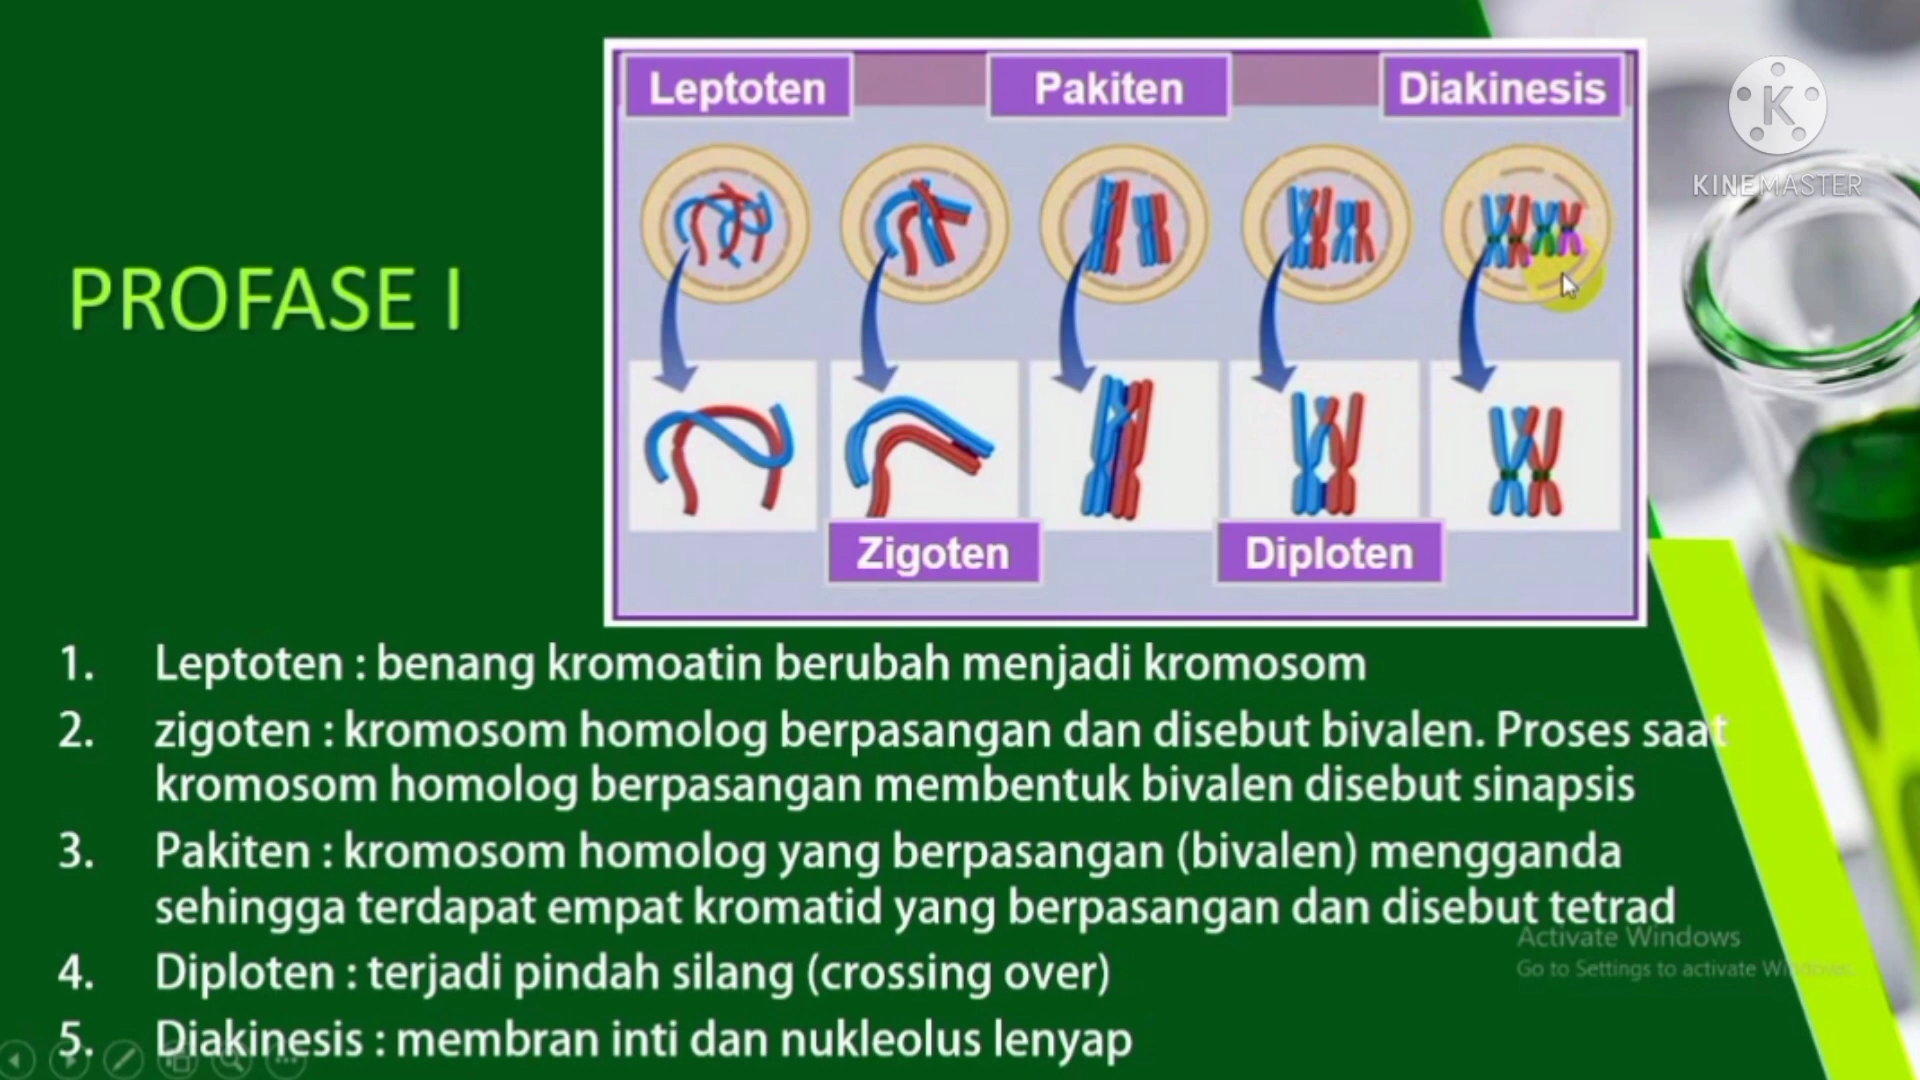 Leptoten
Pakiten
Diakinesis
K
KINEMASTER
PROFASE I
Zigoten
Diploten
1. Leptoten : benang kromoatin berubah menjadi kromosom
2. zigoten : kromosom homolog berpasangan dan disebut bivalen. Proses saat
kromosom homolog berpasangan membentuk bivalen disebut sinapsis
3. Pakiten : kromosom homolog yang berpasangan (bivalen) mengganda
sehingga terdapat empat kromatid yang berpasangan dan disebut tetrad
Activate Windows
Go to Settings to activate Windows.
4. Diploten : terjadi pindah silang (crossing over)
5. Diakinesis : membran inti dan nukleolus lenyap